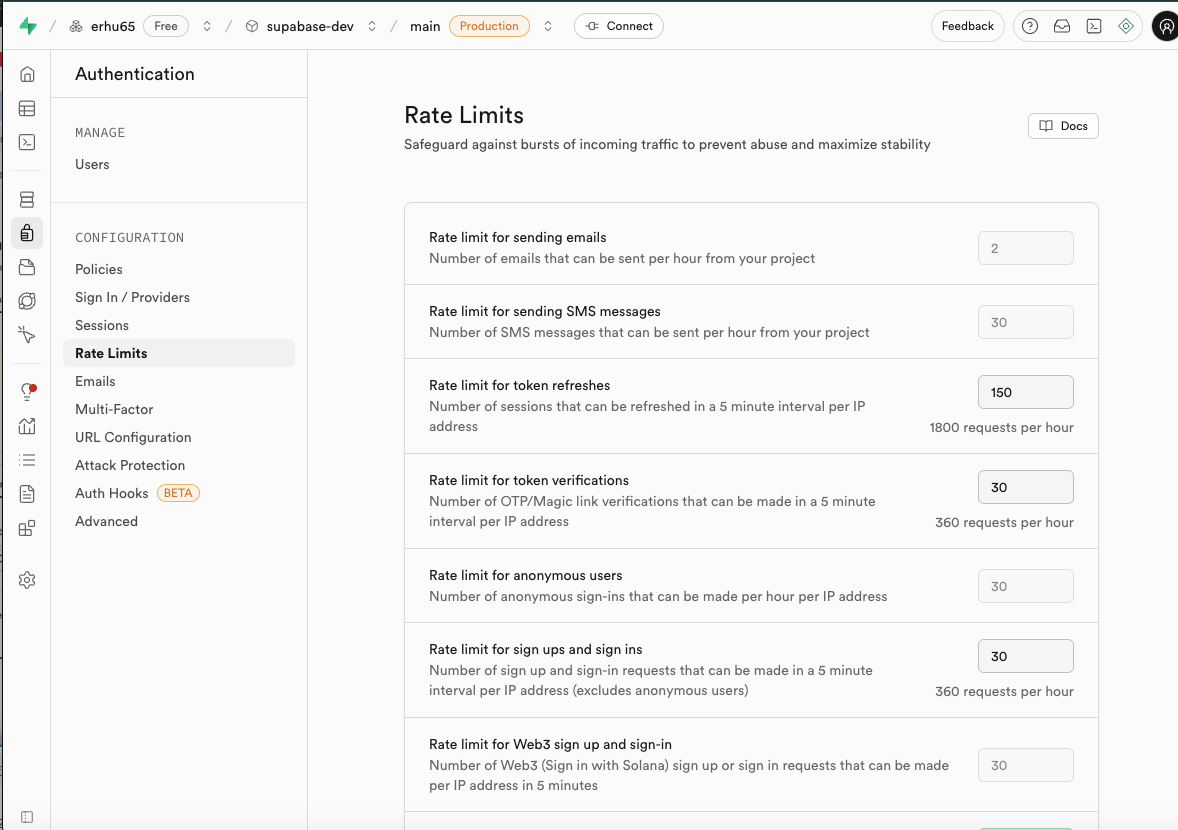 / erhu65 Free / supabase-dev / main Production Connect Feedback
Authentication
MANAGE
Users
CONFIGURATION
Policies
Sign In / Providers
Sessions
Rate Limits
Emails
Multi-Factor
URL Configuration
Attack Protection
Auth Hooks BETA
Advanced
Rate Limits
Safeguard against bursts of incoming traffic to prevent abuse and maximize stability
Docs
Rate limit for sending emails
Number of emails that can be sent per hour from your project
2
Rate limit for sending SMS messages
Number of SMS messages that can be sent per hour from your project
30
Rate limit for token refreshes
Number of sessions that can be refreshed in a 5 minute interval per IP
address
150
1800 requests per hour
Rate limit for token verifications
Number of OTP/Magic link verifications that can be made in a 5 minute
interval per IP address
30
360 requests per hour
Rate limit for anonymous users
Number of anonymous sign-ins that can be made per hour per IP address
30
Rate limit for sign ups and sign ins
Number of sign up and sign-in requests that can be made in a 5 minute
interval per IP address (excludes anonymous users)
30
360 requests per hour
Rate limit for Web3 sign up and sign-in
Number of Web3 (Sign in with Solana) sign up or sign in requests that can be made
per IP address in 5 minutes
30